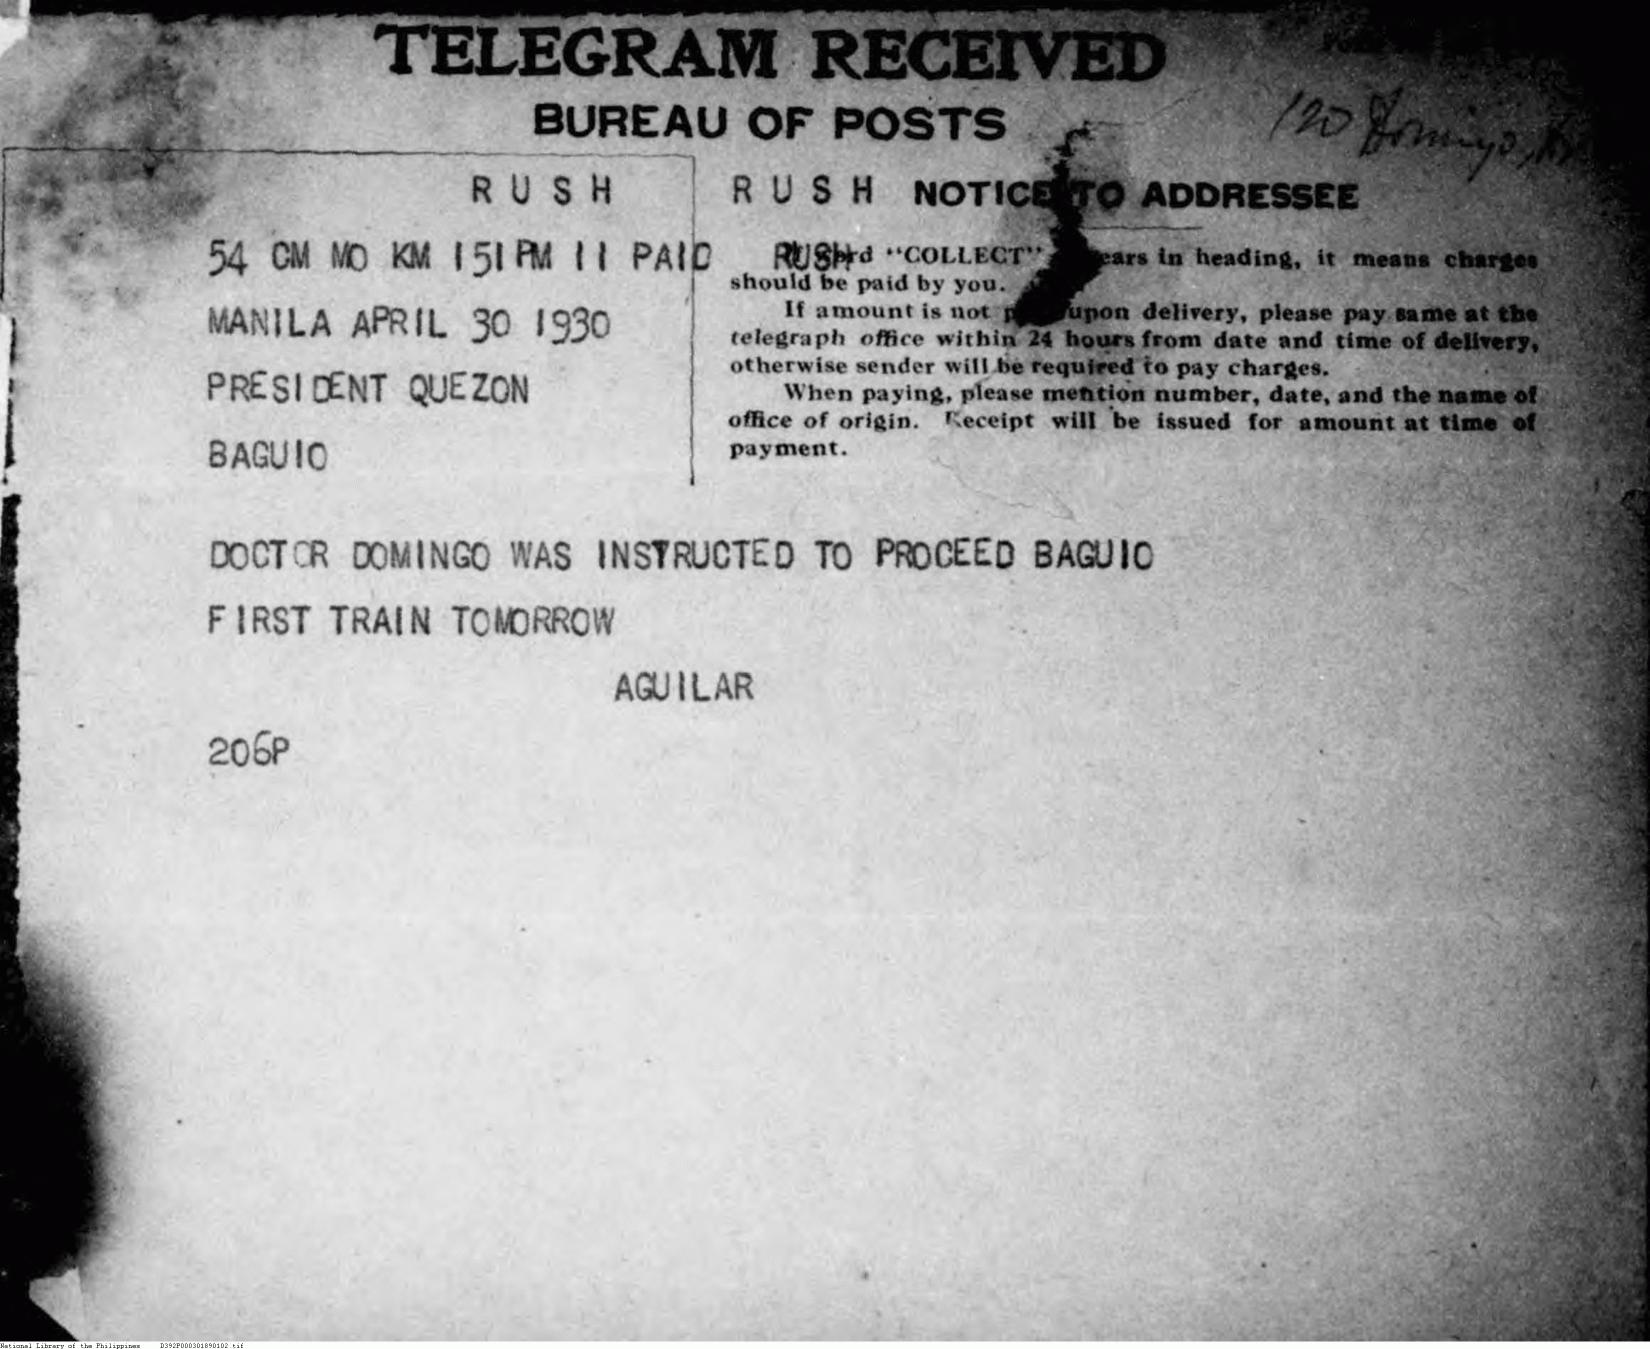 TELEGRAM RECEIVED
BUREAU OF POSTS
120 Domingo,
RUSH
54 CM MO KM 151PM 11 PAID
MANILA APRIL 30 1930
PRESIDENT QUEZON
BAGUIO
RUSH NOTICE TO ADDRESSEE
RUSH "COLLECT" in heading, it means charges
should be paid by you.
If amount is not upon delivery, please pay same at the
telegraph office within 24 hours from date and time of delivery,
otherwise sender will be required to pay charges.
When paying, please mention number, date, and the name of
office of origin. Receipt will be issued for amount at time of
payment.
DOCTOR DOMINGO WAS INSTRUCTED TO PROCEED BAGUIO
FIRST TRAIN TOMORROW
AGUILAR
206P
National Library of the Philippines D392P000301890102.tif